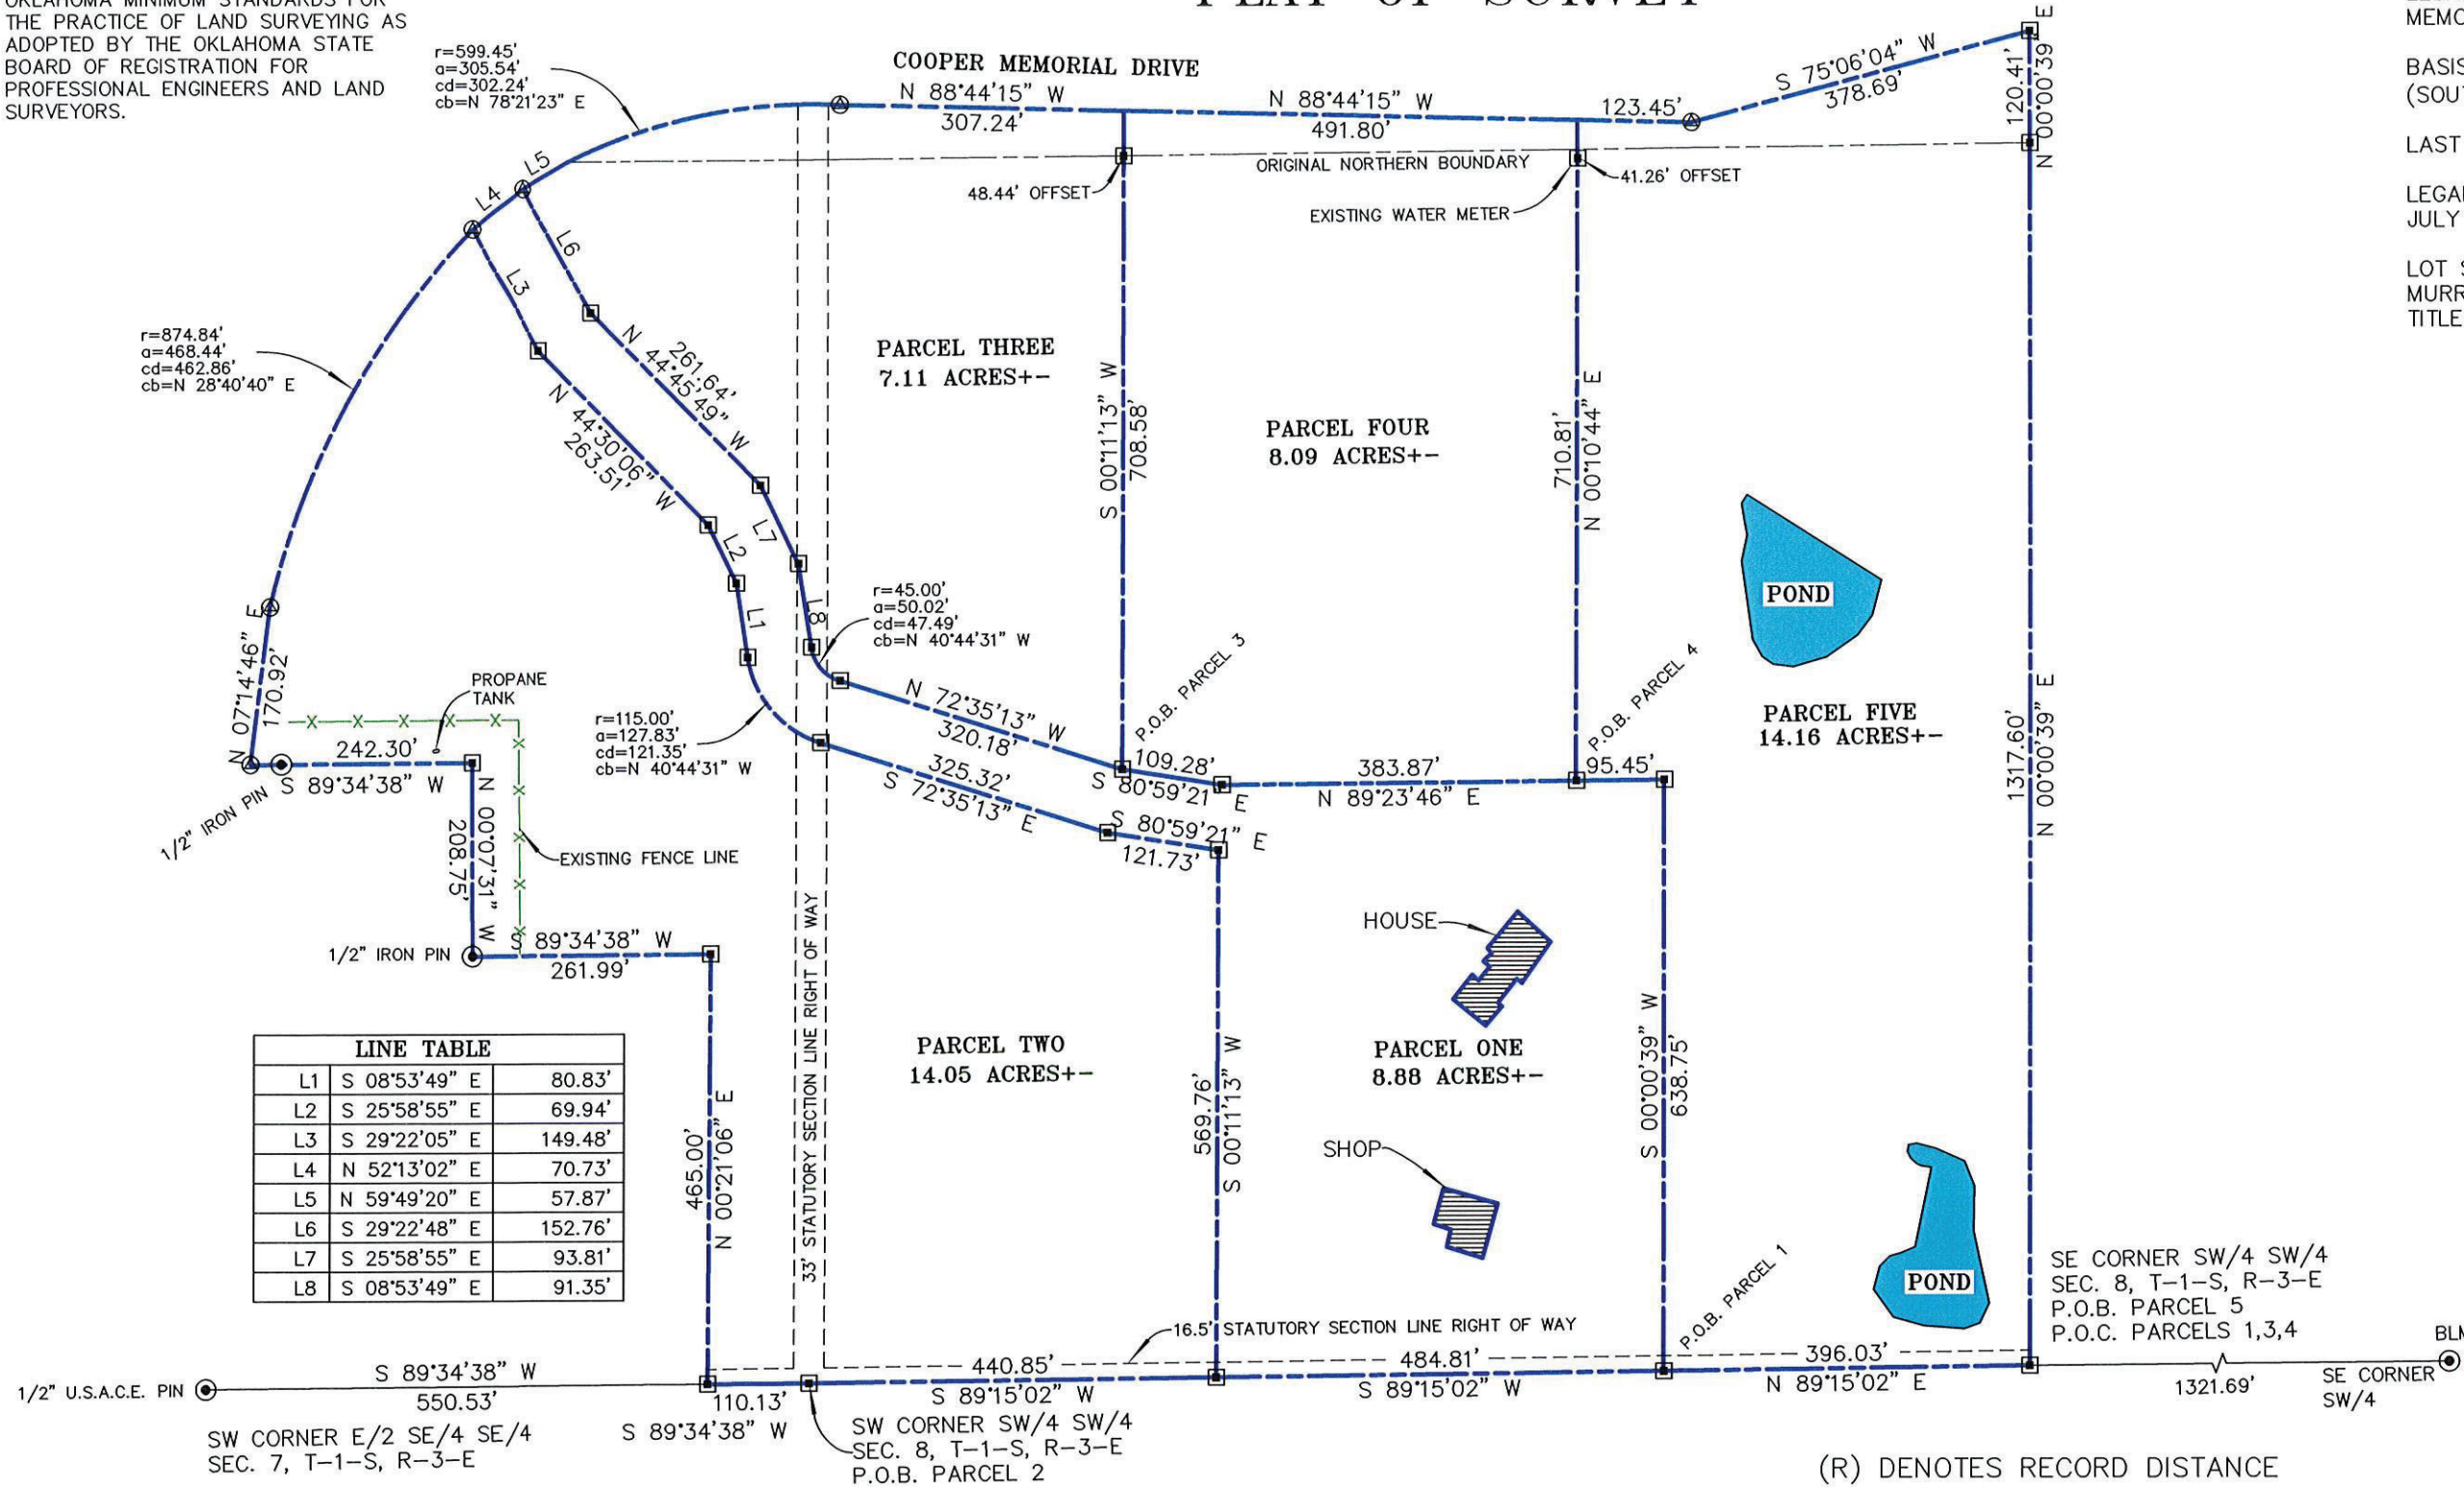 THE PRACTICE OF LAND SURVEYING AS
ADOPTED BY THE OKLAHOMA STATE
BOARD OF REGISTRATION FOR
PROFESSIONAL ENGINEERS AND LAND
SURVEYORS.
r=599.45'
a=305.54'
cd=302.24'
cb=N 78°21'23" E
COOPER MEMORIAL DRIVE
N 88°44'15" W
307.24'
N 88°44'15" W
491.80'
123.45'
S 75°06'04" W
378.69'
120.41'
N 00°00'39" E
MEMO
BASIS
(SOUT
LAST
LEGAL
JULY
LOT S
MURR
TITLE
ORIGINAL NORTHERN BOUNDARY
48.44' OFFSET
41.26' OFFSET
EXISTING WATER METER
L5
L4
L6
L3
r=874.84'
a=468.44'
cd=462.86'
cb=N 28°40'40" E
261.64'
N 44°45'49" W
N 44°30'06" W
263.51'
PARCEL THREE
7.11 ACRES+-
S 00°11'13" W
708.58'
PARCEL FOUR
8.09 ACRES+-
710.81'
N 00°10'44" E
POND
L7
L2
L1
L8
r=45.00'
a=50.02'
cd=47.49'
cb=N 40°44'31" W
N 07°14'46" E
170.92'
PROPANE
TANK
242.30'
S 89°34'38" W
1/2" IRON PIN
r=115.00'
a=127.83'
cd=121.35'
cb=N 40°44'31" W
N 72°35'13" W
320.18'
P.O.B. PARCEL 3
109.28'
S 80°59'21" E
383.87'
N 89°23'46" E
P.O.B. PARCEL 4
95.45'
PARCEL FIVE
14.16 ACRES+-
1317.60'
N 00°00'39" E
325.32'
S 72°35'13" E
S 80°59'21" E
121.73'
N 00°07'31" W
208.75'
EXISTING FENCE LINE
1/2" IRON PIN
S 89°34'38" W
261.99'
33' STATUTORY SECTION LINE RIGHT OF WAY
HOUSE
LINE TABLE
L1 S 08°53'49" E 80.83'
L2 S 25°58'55" E 69.94'
L3 S 29°22'05" E 149.48'
L4 N 52°13'02" E 70.73'
L5 N 59°49'20" E 57.87'
L6 S 29°22'48" E 152.76'
L7 S 25°58'55" E 93.81'
L8 S 08°53'49" E 91.35'
465.00'
N 00°21'06" E
PARCEL TWO
14.05 ACRES+-
569.76'
S 00°11'13" W
PARCEL ONE
8.88 ACRES+-
SHOP
S 00°00'39" W
638.75'
P.O.B. PARCEL 1
POND
SE CORNER SW/4 SW/4
SEC. 8, T-1-S, R-3-E
P.O.B. PARCEL 5
P.O.C. PARCELS 1,3,4
16.5' STATUTORY SECTION LINE RIGHT OF WAY
1/2" U.S.A.C.E. PIN
S 89°34'38" W
550.53'
110.13'
S 89°34'38" W
440.85'
S 89°15'02" W
484.81'
S 89°15'02" W
396.03'
N 89°15'02" E
1321.69'
BLM
SE CORNER
SW/4
SW CORNER E/2 SE/4 SE/4
SEC. 7, T-1-S, R-3-E
SW CORNER SW/4 SW/4
SEC. 8, T-1-S, R-3-E
P.O.B. PARCEL 2
(R) DENOTES RECORD DISTANCE